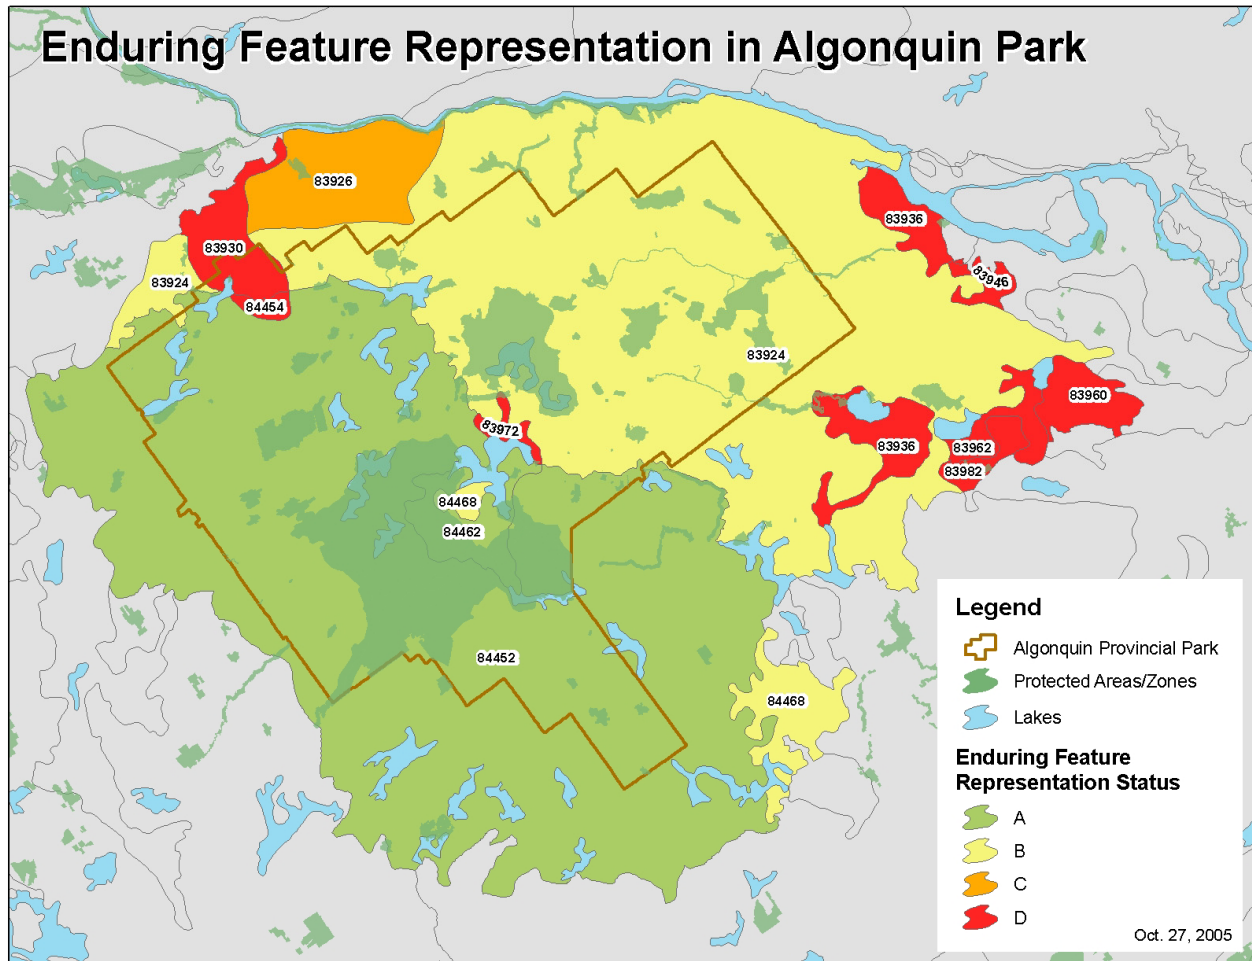 Enduring Feature Representation in Algonquin Park
83926
83936
83930
83924
83946
84454
83924
83960
83972
83936
83962
83982
84468
84462
84452
84468
Legend
Algonquin Provincial Park
Protected Areas/Zones
Lakes
Enduring Feature
Representation Status
A
B
C
D
Oct. 27, 2005